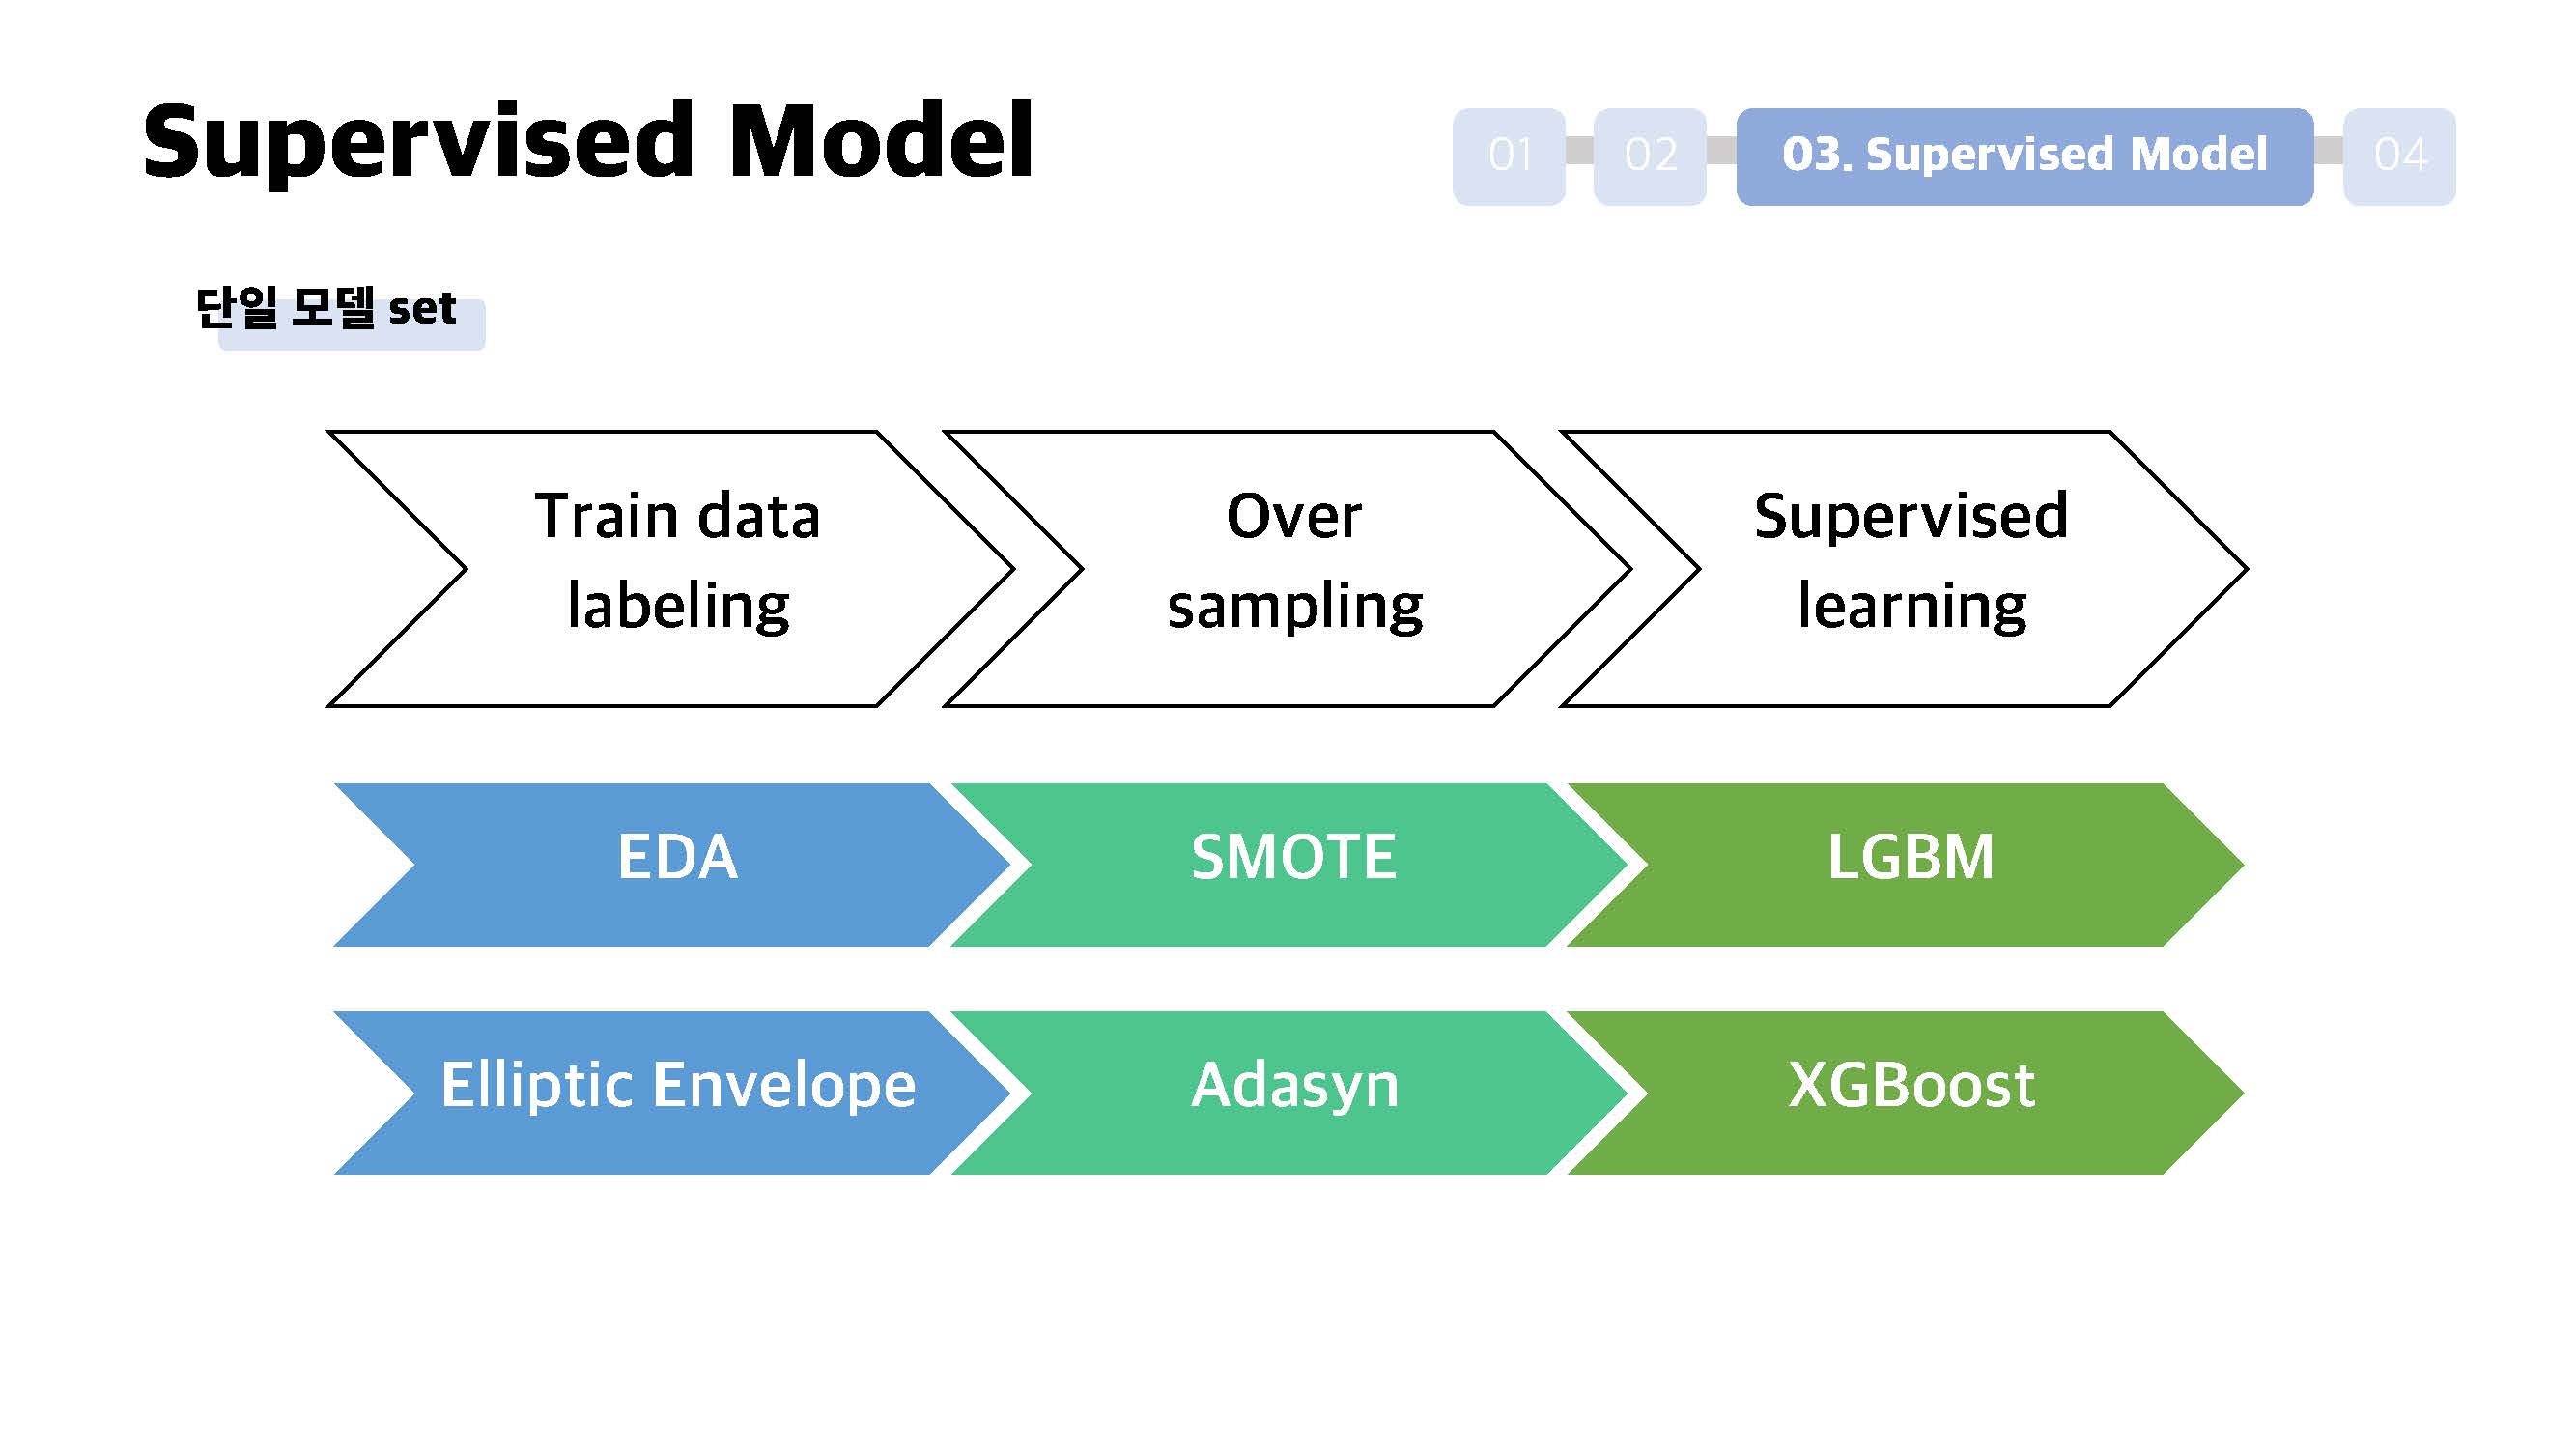 Supervised Model
01
02
03. Supervised Model
04
단일 모델 set
Train data
labeling
Over
sampling
Supervised
learning
EDA
SMOTE
LGBM
Elliptic Envelope
Adasyn
XGBoost